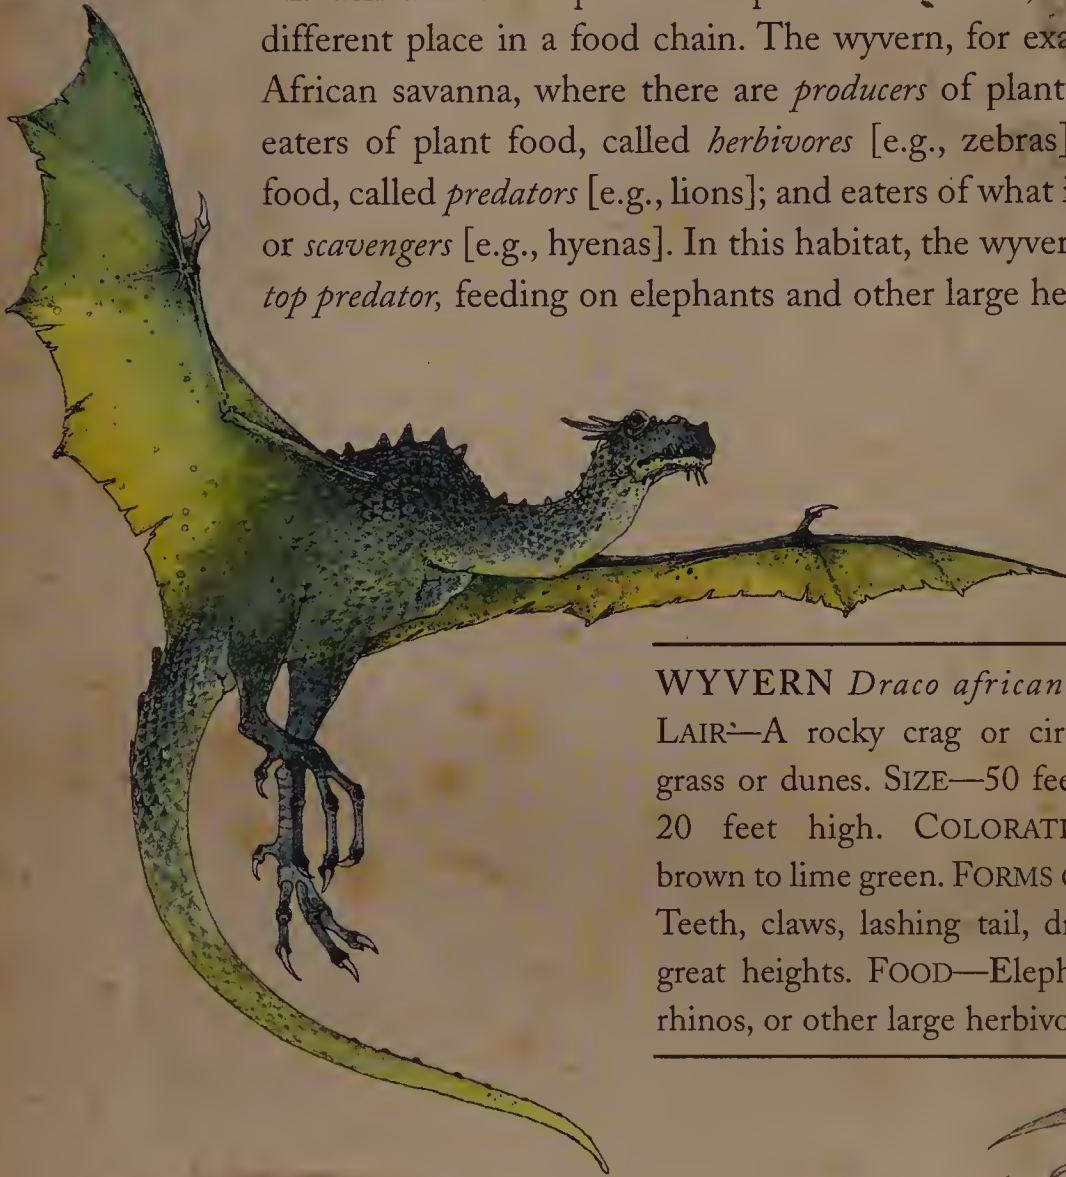 different place in a food chain. The wyvern, for exa
African savanna, where there are producers of plant
eaters of plant food, called herbivores [e.g., zebras]
food, called predators [e.g., lions]; and eaters of what
or scavengers [e.g., hyenas]. In this habitat, the wyver
top predator, feeding on elephants and other large he
WYVERN Draco african
LAIR—A rocky crag or cir
grass or dunes. SIZE—50 fee
20 feet high. COLORATI
brown to lime green. FORMS
Teeth, claws, lashing tail, dr
great heights. FOOD—Eleph
rhinos, or other large herbivo